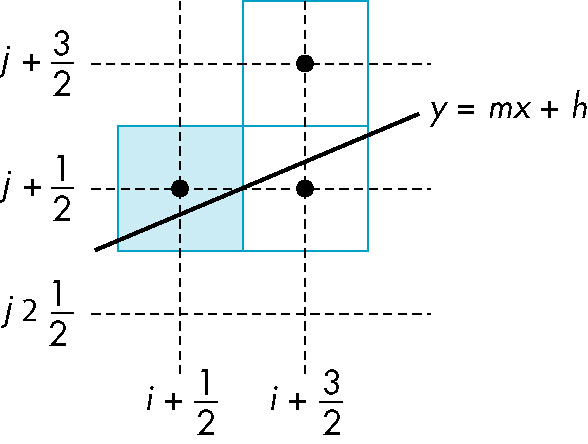 j + 3/2
y = mx + h
j + 1/2
j 2 1/2
i + 1/2
i + 3/2